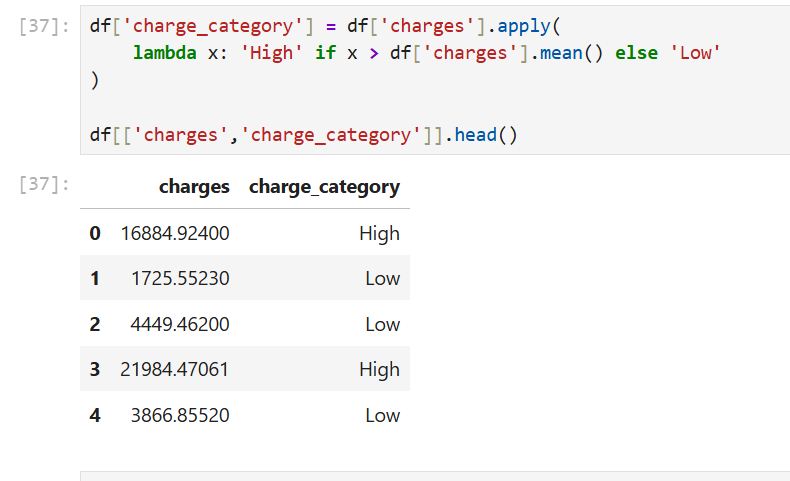 [37]: df['charge_category'] = df['charges'].apply(
    lambda x: 'High' if x > df['charges'].mean() else 'Low'
)
df[['charges','charge_category']].head()
[37]:
charges charge_category
0 16884.92400 High
1 1725.55230 Low
2 4449.46200 Low
3 21984.47061 High
4 3866.85520 Low